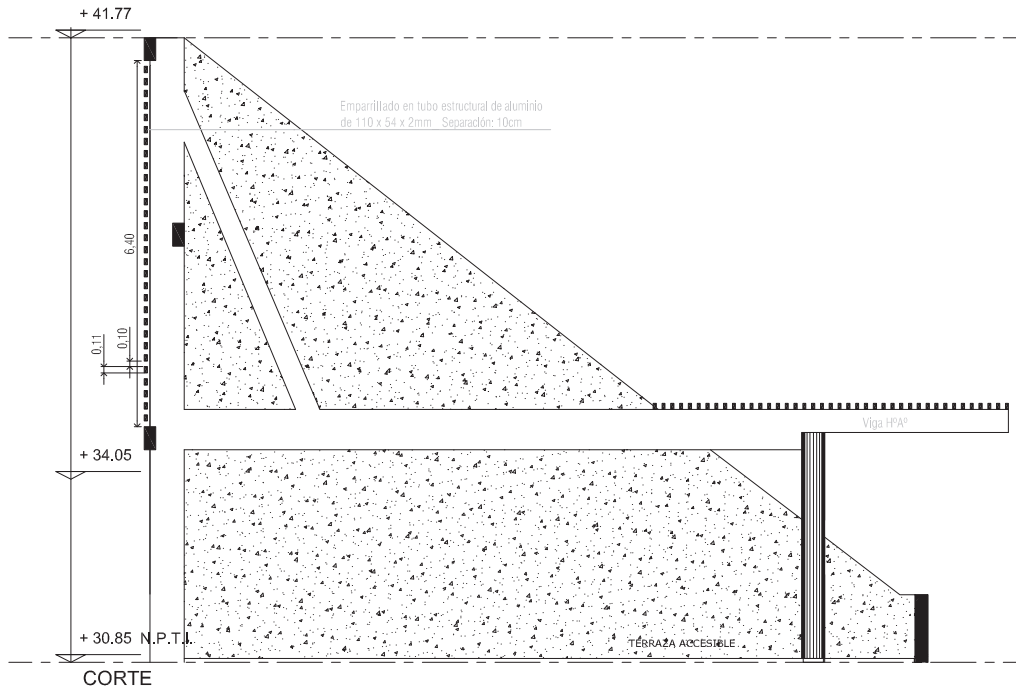 + 41.77
Emparrillado en tubo estructural de aluminio
de 110 x 54 x 2mm Separación: 10cm
6,40
0,11
0,10
Viga HºAº
+ 34.05
+ 30.85 N.P.T.I.
TERRAZA ACCESIBLE
CORTE